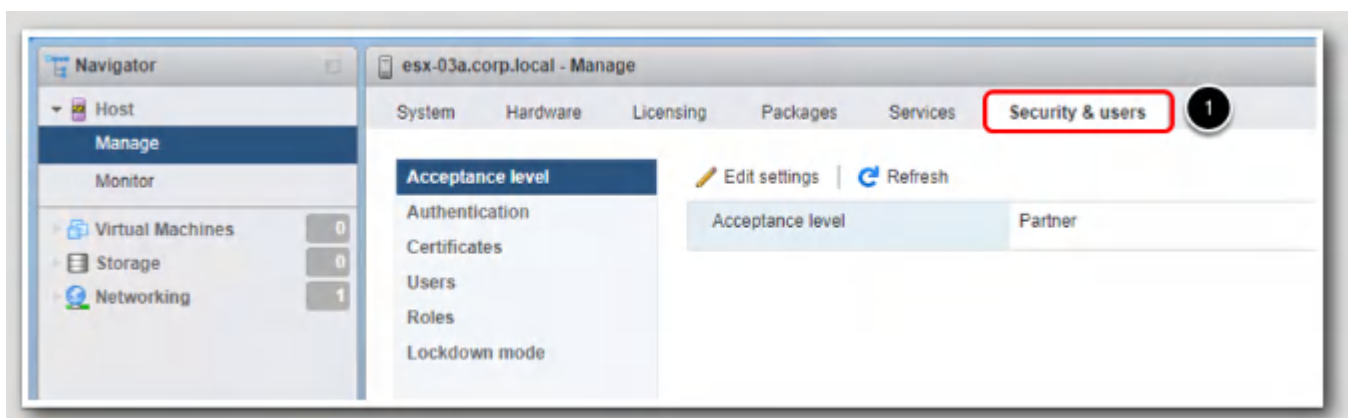 Navigator
Host
Manage
Monitor
Virtual Machines 0
Storage 0
Networking 1
esx-03a.corp.local - Manage
System Hardware Licensing Packages Services Security & users 1
Acceptance level
Authentication
Certificates
Users
Roles
Lockdown mode
Edit settings Refresh
Acceptance level Partner